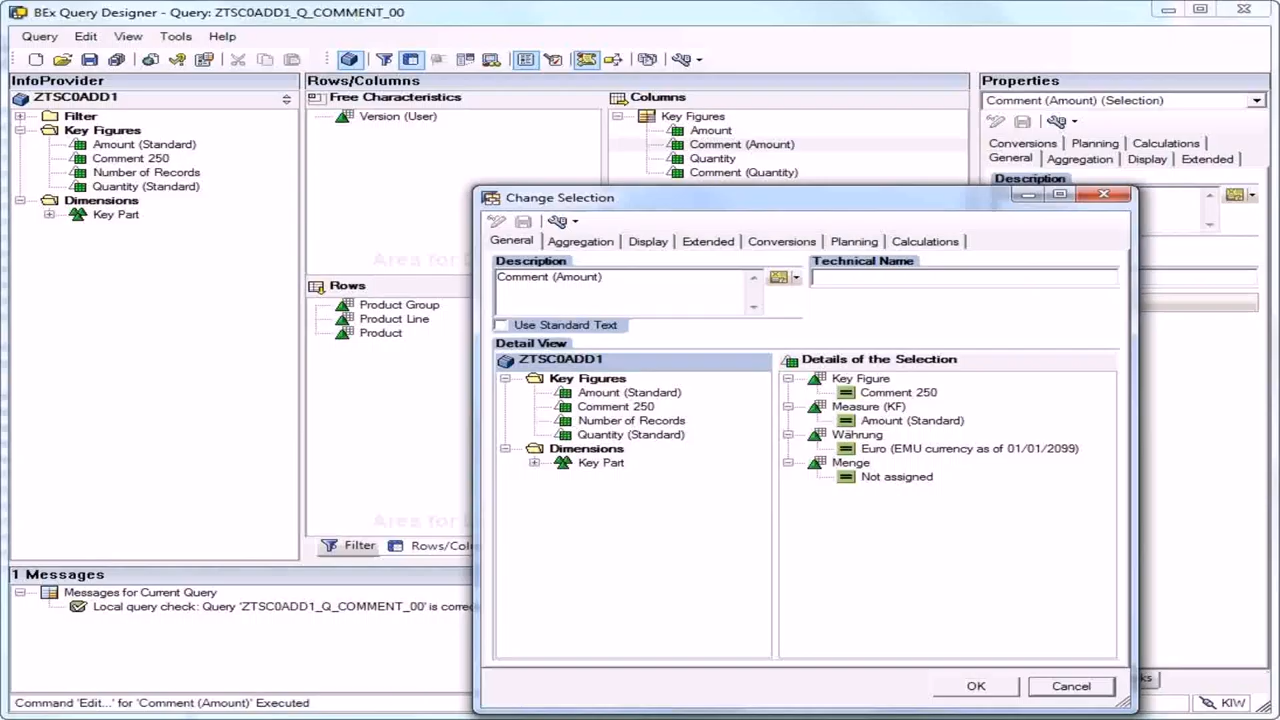 BEx Query Designer - Query: ZTSC0ADD1_Q_COMMENT_00
Query Edit View Tools Help
InfoProvider
ZTSC0ADD1
Filter
Key Figures
Amount (Standard)
Comment 250
Number of Records
Quantity (Standard)
Dimensions
Key Part
Rows/Columns
Free Characteristics
Version (User)
Columns
Key Figures
Amount
Comment (Amount)
Quantity
Comment (Quantity)
Rows
Product Group
Product Line
Product
Filter Rows/Colu
Properties
Comment (Amount) (Selection)
Conversions Planning Calculations
General Aggregation Display Extended
Description
Change Selection
General Aggregation Display Extended Conversions Planning Calculations
Description
Comment (Amount)
Technical Name
Use Standard Text
Detail View
ZTSC0ADD1
Key Figures
Amount (Standard)
Comment 250
Number of Records
Quantity (Standard)
Dimensions
Key Part
Details of the Selection
Key Figure
Comment 250
Measure (KF)
Amount (Standard)
Währung
Euro (EMU currency as of 01/01/2099)
Menge
Not assigned
OK Cancel
1 Messages
Messages for Current Query
Local query check: Query 'ZTSC0ADD1_Q_COMMENT_00' is corre
Command 'Edit...' for 'Comment (Amount)' Executed
KIW